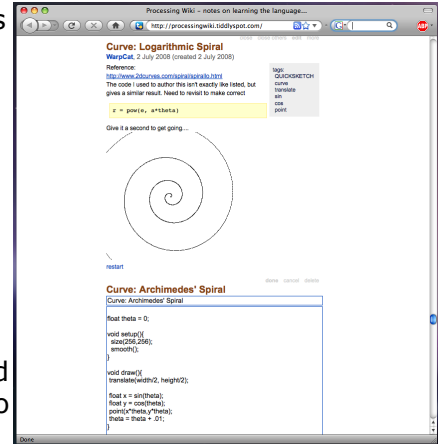 s
d
o
Processing Wiki – notes on learning the language...
http://processingwiki.tiddlyspot.com/
G
ABP
close close others edit more
Curve: Logarithmic Spiral
WarpCat, 2 July 2008 (created 2 July 2008)
Reference:
http://www.2dcurves.com/spiral/spirallo.html
The code I used to author this isn't exactly like listed, but
gives a similar result. Need to revisit to make correct
tags:
QUICKSKETCH
curve
translate
sin
cos
point
r = pow(e, a*theta)
Give it a second to get going....
restart
done cancel delete
Curve: Archimedes' Spiral
Curve: Archimedes' Spiral
float theta = 0;
void setup(){
size(256,256);
smooth();
}
void draw(){
translate(width/2, height/2);
float x = sin(theta);
float y = cos(theta);
point(x*theta,y*theta);
theta = theta + .01;
}
Done